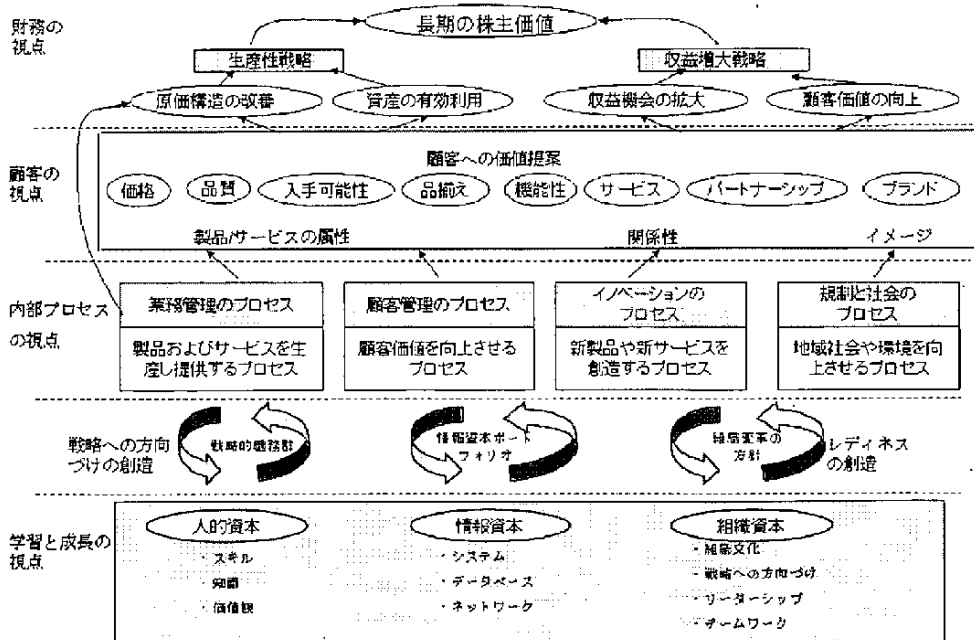 財務の
視点
長期の株主価値
生産性戦略
収益増大戦略
原価構造の改善
資産の有効利用
収益機会の拡大
顧客価値の向上
顧客の
視点
顧客への価値提案
価格
品質
入手可能性
品揃え
機能性
サービス
パートナーシップ
ブランド
製品/サービスの属性
関係性
イメージ
内部プロセス
の視点
業務管理のプロセス
製品およびサービスを生
産し提供するプロセス
顧客管理のプロセス
顧客価値を向上させる
プロセス
イノベーションの
プロセス
新製品や新サービスを
創造するプロセス
規制と社会の
プロセス
地域社会や環境を向
上させるプロセス
戦略への方向
づけの創造
戦略的職務群
情報資本ポート
フォリオ
組織変革の
方針
レディネス
の創造
学習と成長の
視点
人的資本
・スキル
・知識
・価値観
情報資本
・システム
・データベース
・ネットワーク
組織資本
・組織文化
・戦略への方向づけ
・リーダーシップ
・チームワーク